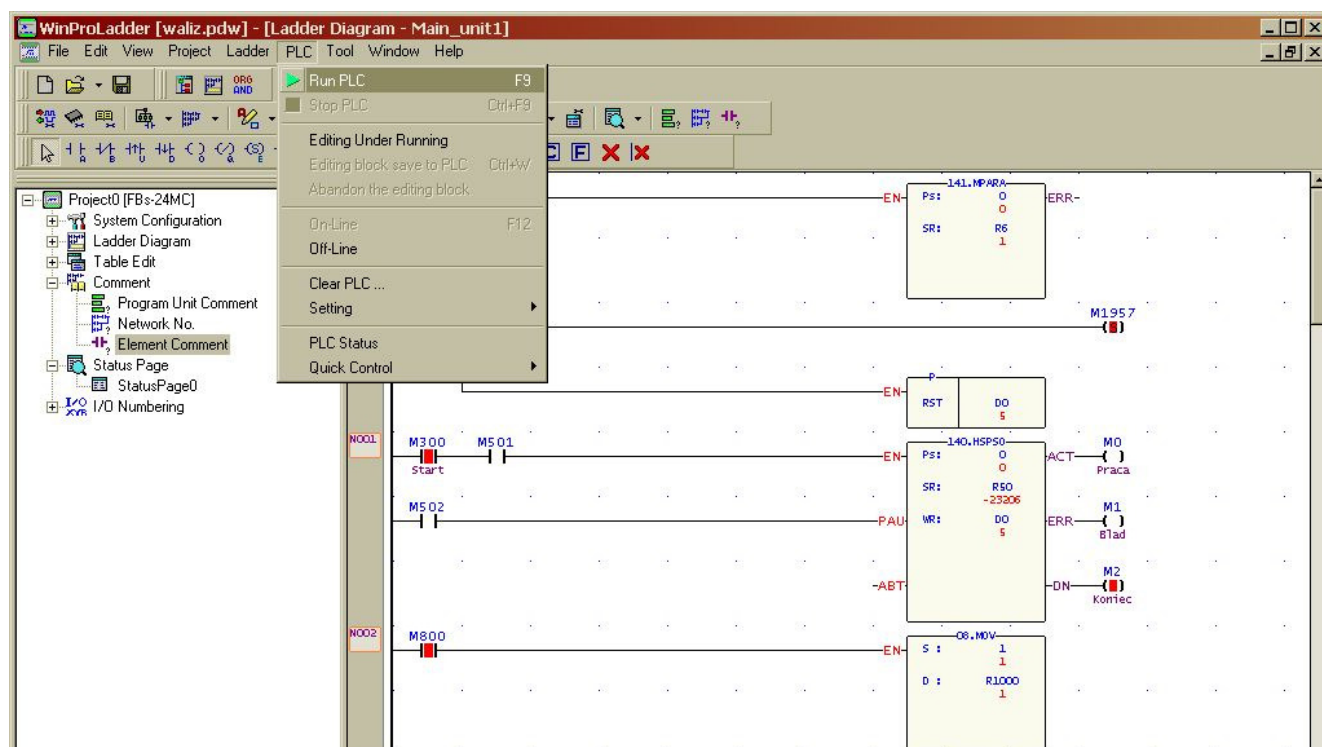 WinProLadder [waliz.pdw] - [Ladder Diagram - Main_unit1]
File Edit View Project Ladder PLC Tool Window Help
ORG
AND
Run PLC F9
Stop PLC Ctrl+F9
Editing Under Running
Editing block save to PLC Ctrl+W
Abandon the editing block
On-Line F12
Off-Line
Clear PLC ...
Setting
PLC Status
Quick Control
Project0 [FBs-24MC]
System Configuration
Ladder Diagram
Table Edit
Comment
Program Unit Comment
Network No.
Element Comment
Status Page
StatusPage0
I/O Numbering
141.MPARA
EN Ps: 0 ERR
0
SR: R6
1
M1957
(S)
P
EN RST D0
5
N001 M300 M501 140.HSPSO M0
EN Ps: 0 ACT ( )
Start 0 Praca
SR: R50
-23206
M502 M1
PAU WR: D0 ERR ( )
5 Blad
M2
ABT DN ( )
Koniec
N002 M800 08.MOV
EN S : 1
1
D : R1000
1